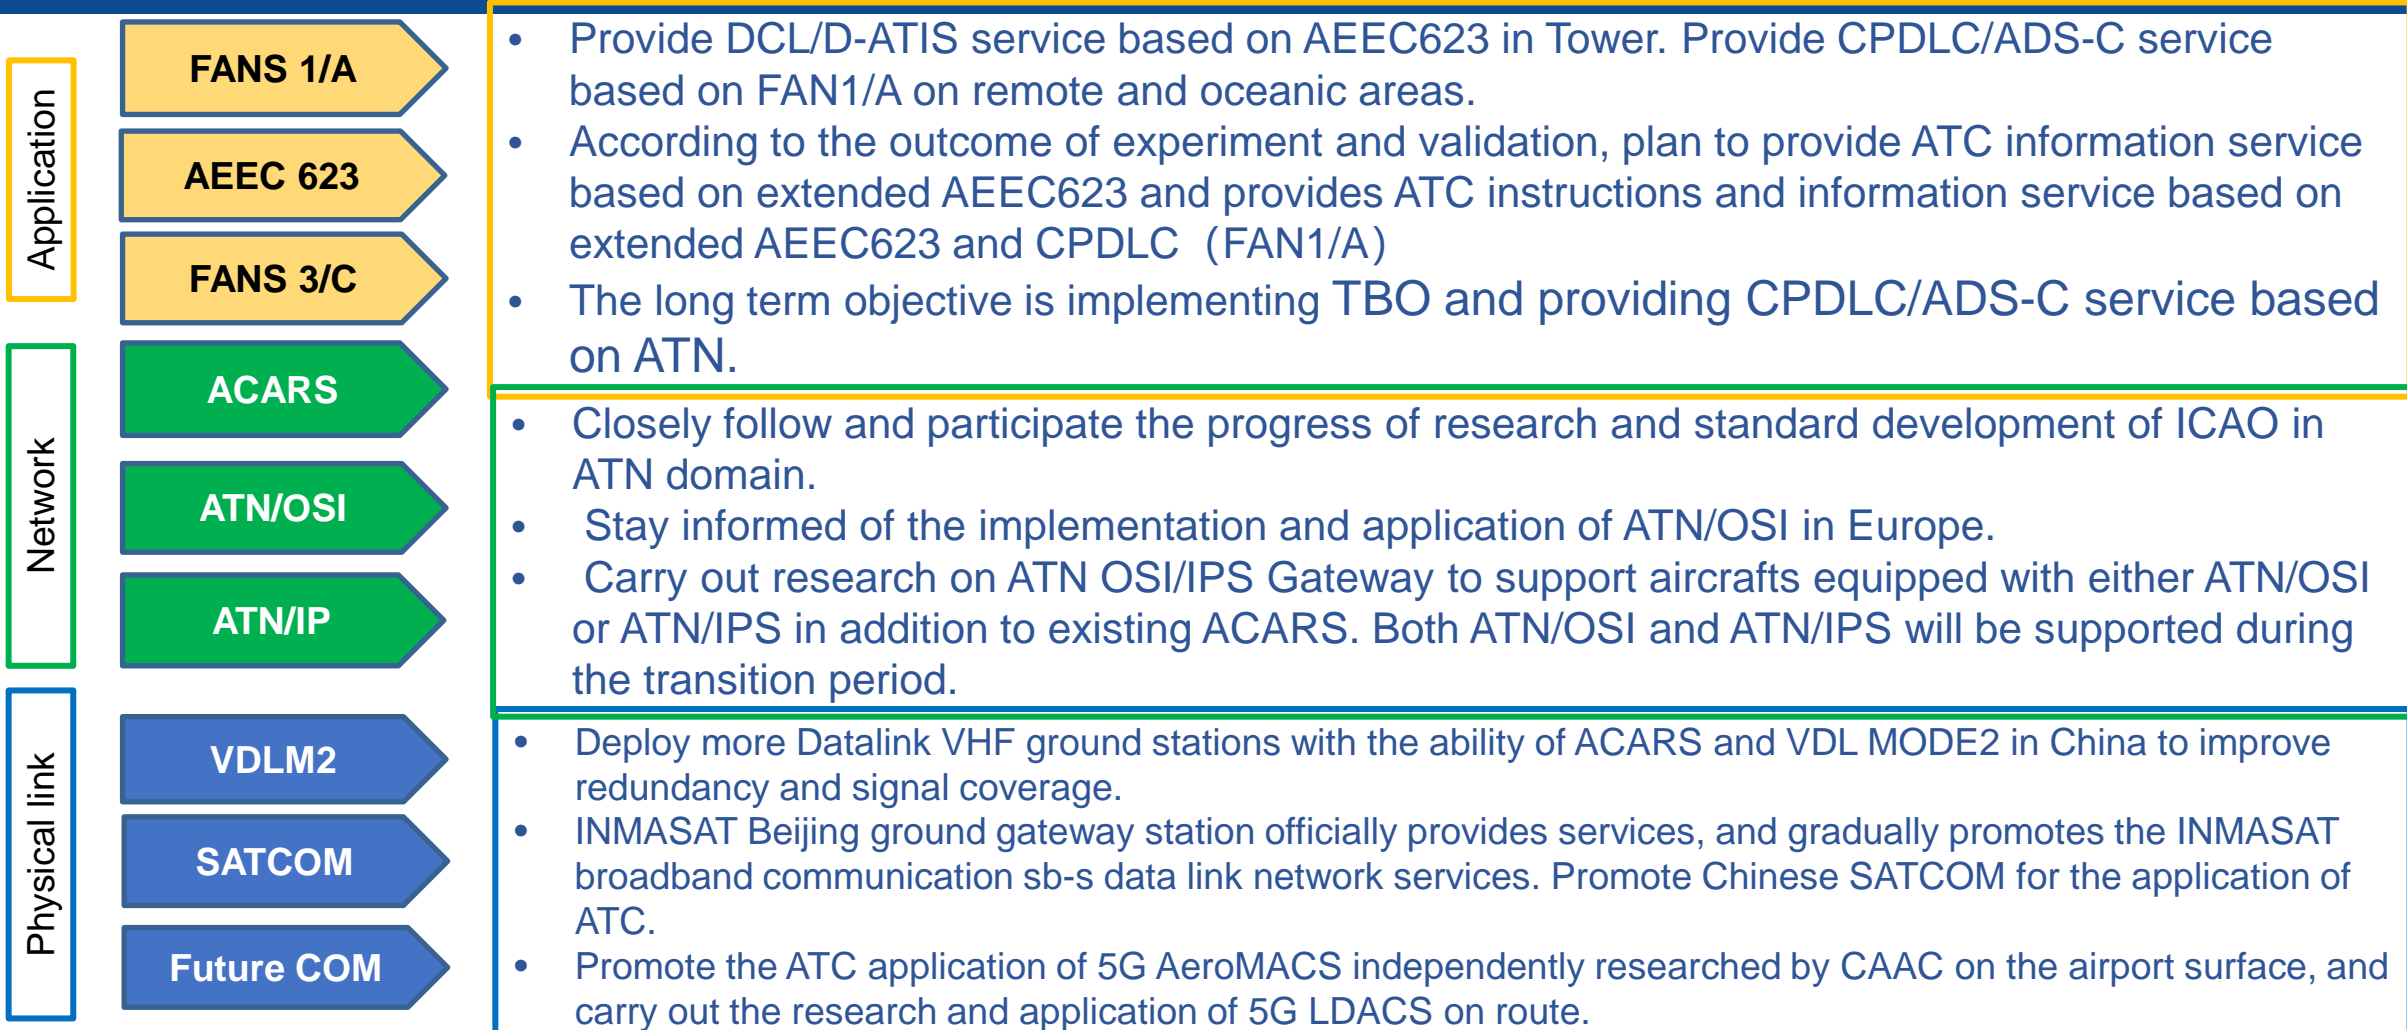 Application
FANS 1/A
AEEC 623
FANS 3/C
• Provide DCL/D-ATIS service based on AEEC623 in Tower. Provide CPDLC/ADS-C service
based on FAN1/A on remote and oceanic areas.
• According to the outcome of experiment and validation, plan to provide ATC information service
based on extended AEEC623 and provides ATC instructions and information service based on
extended AEEC623 and CPDLC（FAN1/A）
• The long term objective is implementing TBO and providing CPDLC/ADS-C service based
on ATN.
Network
ACARS
ATN/OSI
ATN/IP
• Closely follow and participate the progress of research and standard development of ICAO in
ATN domain.
• Stay informed of the implementation and application of ATN/OSI in Europe.
• Carry out research on ATN OSI/IPS Gateway to support aircrafts equipped with either ATN/OSI
or ATN/IPS in addition to existing ACARS. Both ATN/OSI and ATN/IPS will be supported during
the transition period.
Physical link
VDLM2
SATCOM
Future COM
• Deploy more Datalink VHF ground stations with the ability of ACARS and VDL MODE2 in China to improve
redundancy and signal coverage.
• INMASAT Beijing ground gateway station officially provides services, and gradually promotes the INMASAT
broadband communication sb-s data link network services. Promote Chinese SATCOM for the application of
ATC.
• Promote the ATC application of 5G AeroMACS independently researched by CAAC on the airport surface, and
carry out the research and application of 5G LDACS on route.